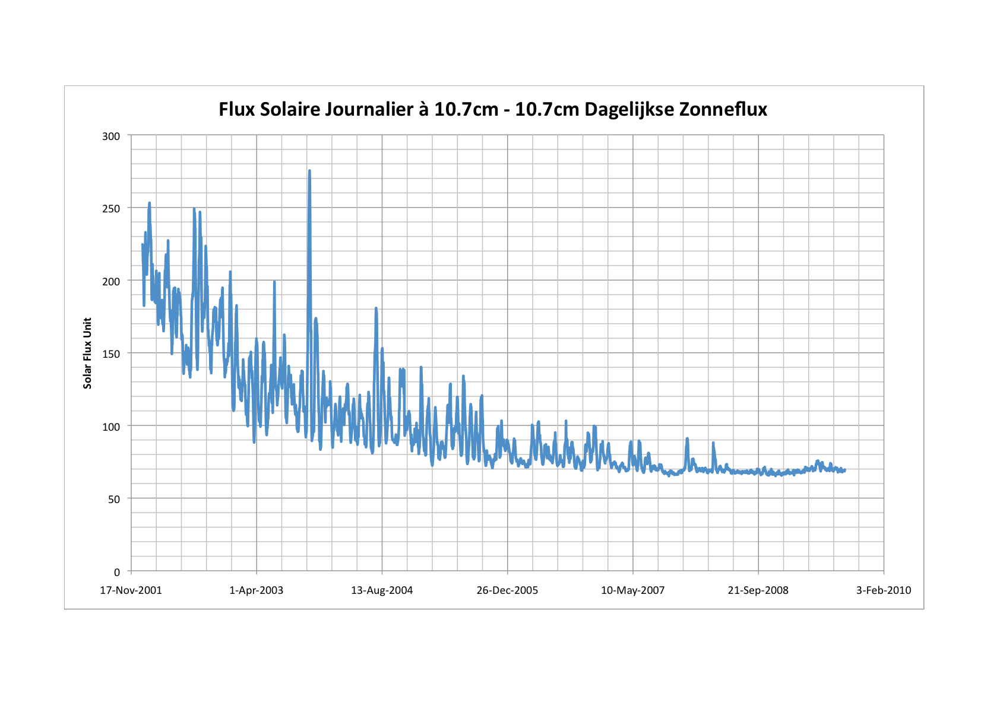 Flux Solaire Journalier à 10.7cm - 10.7cm Dagelijkse Zonneflux
300
250
200
150
100
50
0
Solar Flux Unit
17-Nov-2001 1-Apr-2003 13-Aug-2004 26-Dec-2005 10-May-2007 21-Sep-2008 3-Feb-2010